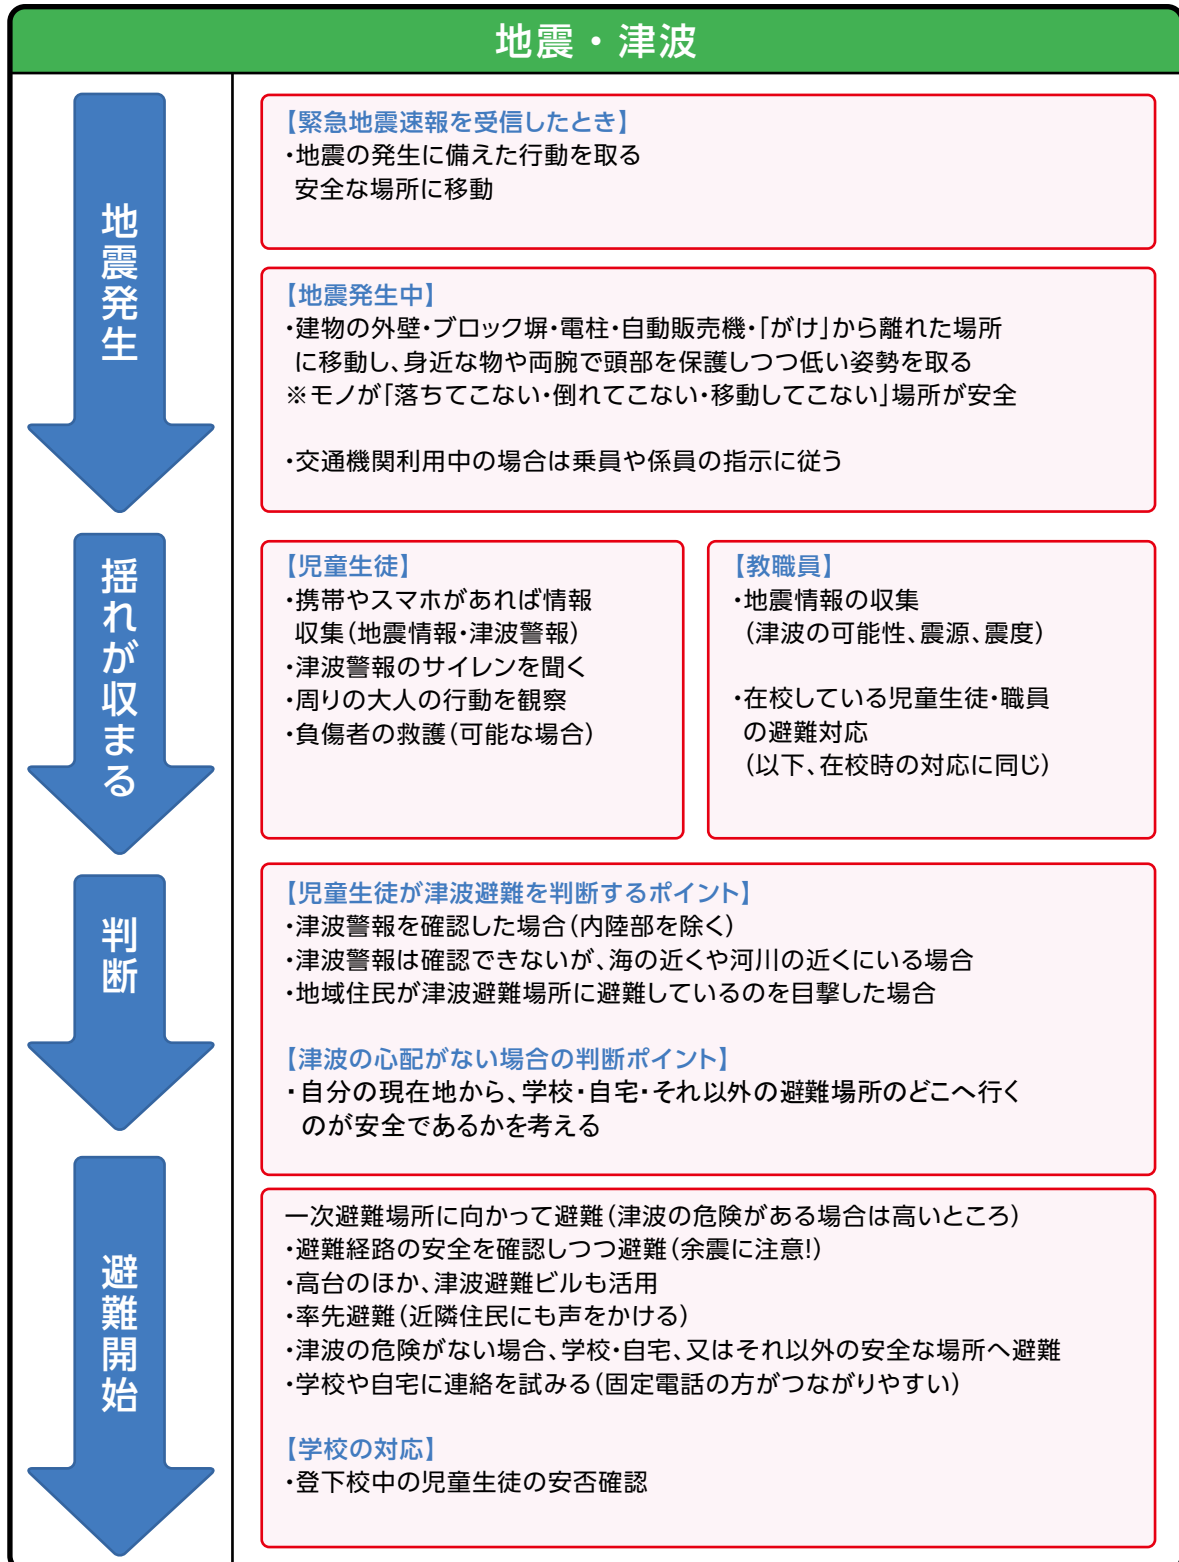 地震・津波
地震発生
【緊急地震速報を受信したとき】
・地震の発生に備えた行動を取る
安全な場所に移動
【地震発生中】
・建物の外壁・ブロック塀・電柱・自動販売機・「がけ」から離れた場所
に移動し、身近な物や両腕で頭部を保護しつつ低い姿勢を取る
※モノが「落ちてこない・倒れてこない・移動してこない」場所が安全
・交通機関利用中の場合は乗員や係員の指示に従う
揺れが収まる
【児童生徒】
・携帯やスマホがあれば情報
収集(地震情報・津波警報)
・津波警報のサイレンを聞く
・周りの大人の行動を観察
・負傷者の救護(可能な場合)
【教職員】
・地震情報の収集
(津波の可能性、震源、震度)
・在校している児童生徒・職員
の避難対応
(以下、在校時の対応に同じ)
判断
【児童生徒が津波避難を判断するポイント】
・津波警報を確認した場合(内陸部を除く)
・津波警報は確認できないが、海の近くや河川の近くにいる場合
・地域住民が津波避難場所に避難しているのを目撃した場合
【津波の心配がない場合の判断ポイント】
・自分の現在地から、学校・自宅・それ以外の避難場所のどこへ行く
のが安全であるかを考える
避難開始
一次避難場所に向かって避難(津波の危険がある場合は高いところ)
・避難経路の安全を確認しつつ避難(余震に注意!)
・高台のほか、津波避難ビルも活用
・率先避難(近隣住民にも声をかける)
・津波の危険がない場合、学校・自宅、又はそれ以外の安全な場所へ避難
・学校や自宅に連絡を試みる(固定電話の方がつながりやすい)
【学校の対応】
・登下校中の児童生徒の安否確認